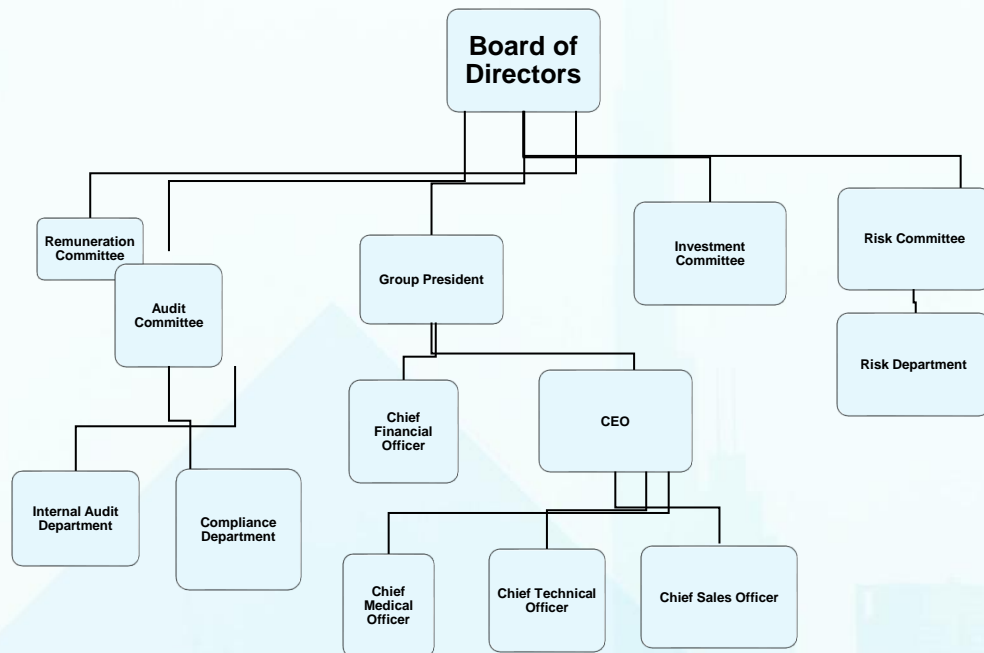 Board of
Directors
Remuneration
Committee
Audit
Committee
Group President
Investment
Committee
Risk Committee
Risk Department
Chief
Financial
Officer
CEO
Internal Audit
Department
Compliance
Department
Chief
Medical
Officer
Chief Technical
Officer
Chief Sales Officer